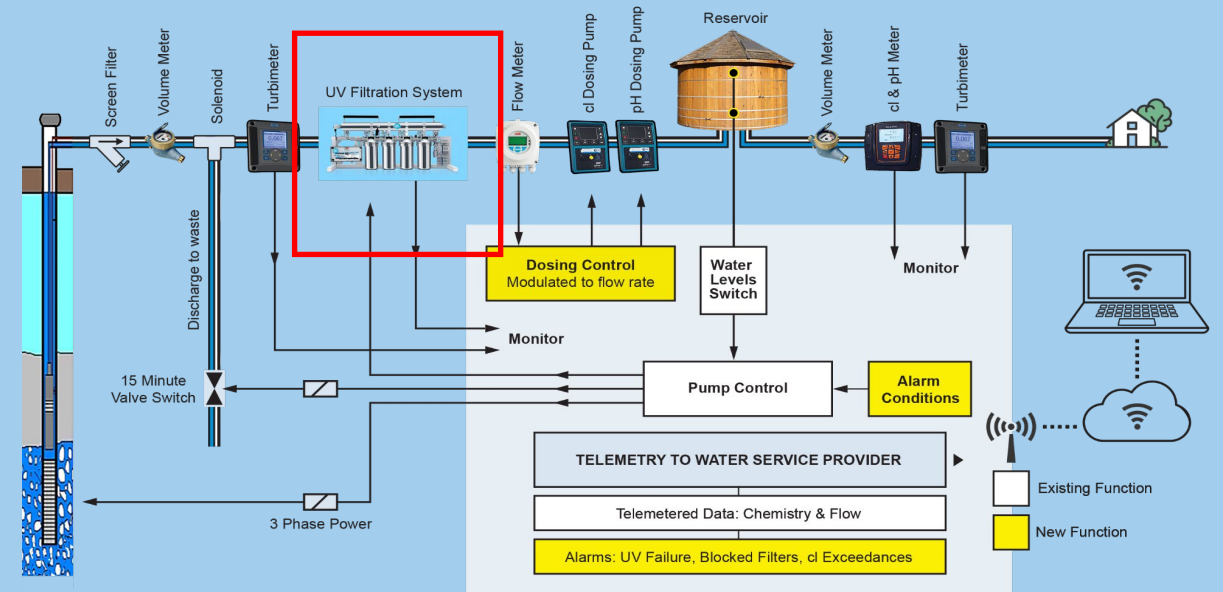 Screen Filter
Volume Meter
Solenoid
Turbimeter
UV Filtration System
Flow Meter
cl Dosing Pump
pH Dosing Pump
Reservoir
Volume Meter
cl & pH Meter
Turbimeter
Discharge to waste
Dosing Control
Modulated to flow rate
Water
Levels
Switch
Monitor
Monitor
15 Minute
Valve Switch
Pump Control
Alarm
Conditions
3 Phase Power
TELEMETRY TO WATER SERVICE PROVIDER
Telemetered Data: Chemistry & Flow
Alarms: UV Failure, Blocked Filters, cl Exceedances
Existing Function
New Function